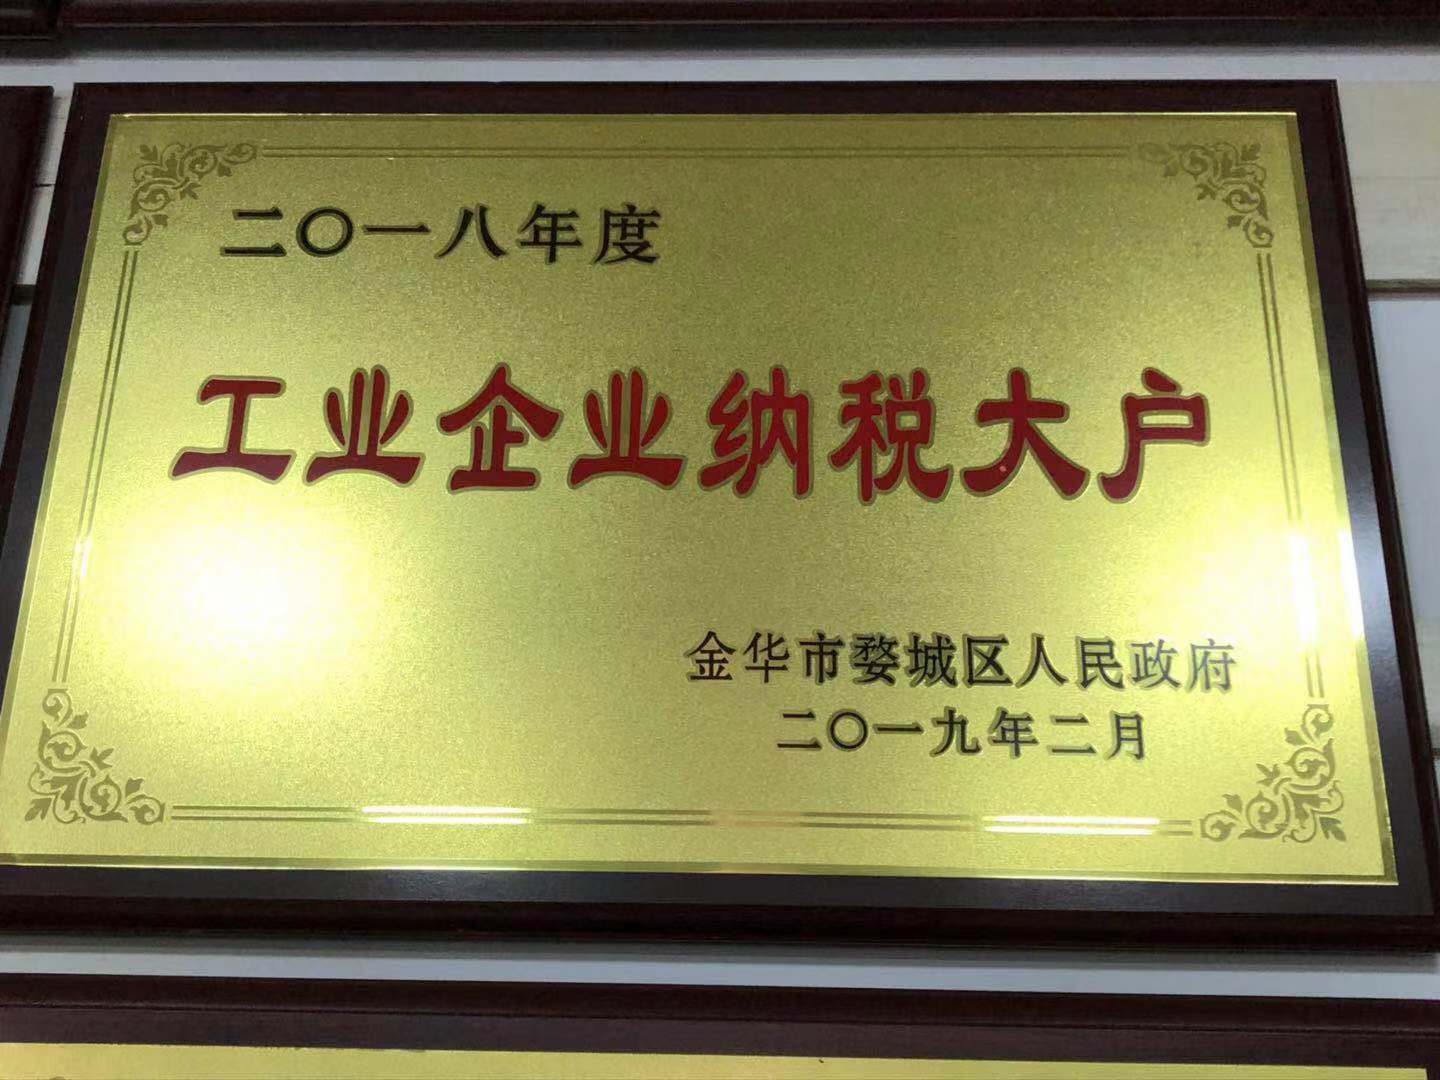 二〇一八年度
工业企业纳税大户
金华市婺城区人民政府
二〇一九年二月